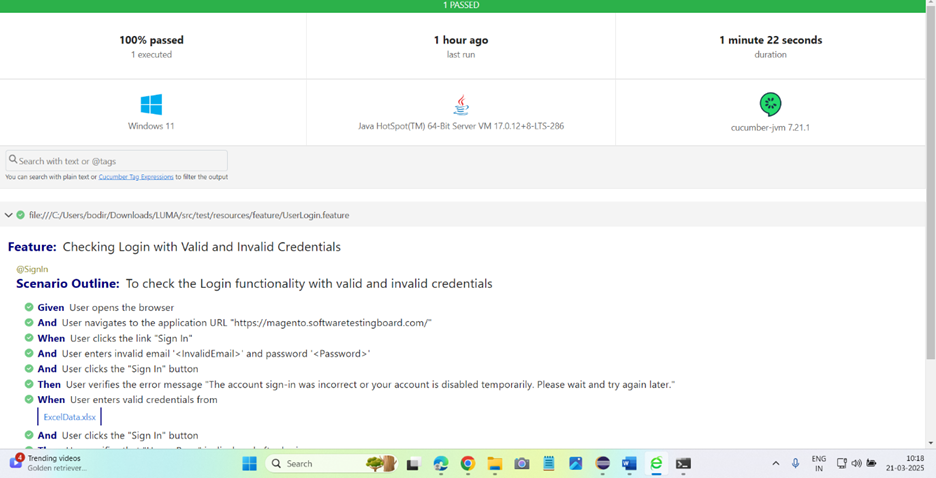 1 PASSED
100% passed
1 executed
1 hour ago
last run
1 minute 22 seconds
duration
Windows 11
Java HotSpot(TM) 64-Bit Server VM 17.0.12+8-LTS-286
cucumber-jvm 7.21.1
Search with text or @tags
You can search with plain text or Cucumber Tag Expressions to filter the output
file:///C:/Users/bodir/Downloads/LUMA/src/test/resources/feature/UserLogin.feature
Feature: Checking Login with Valid and Invalid Credentials
@SignIn
Scenario Outline: To check the Login functionality with valid and invalid credentials
Given User opens the browser
And User navigates to the application URL "https://magento.softwaretestingboard.com/"
When User clicks the link "Sign In"
And User enters invalid email '<InvalidEmail>' and password '<Password>'
And User clicks the "Sign In" button
Then User verifies the error message "The account sign-in was incorrect or your account is disabled temporarily. Please wait and try again later."
When User enters valid credentials from
ExcelData.xlsx
And User clicks the "Sign In" button
4
Trending videos
Golden retriever...
Search
ENG
IN
10:18
21-03-2025